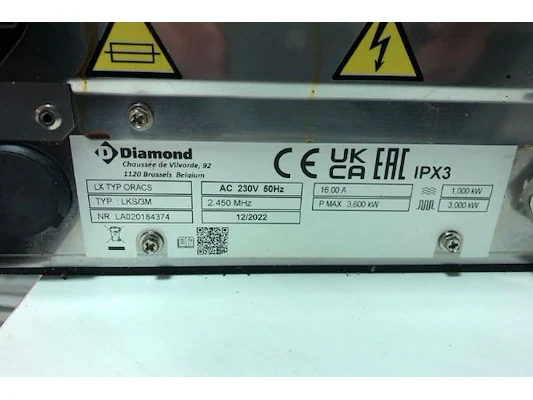 Diamond
Chaussée de Vilvorde, 92
1120 Brussels Belgium
CE UK CA EAC IPX3
LX TYP ORACS
AC 230V 50Hz
16.00 A
1,000 kW
TYP : LKS/3M
2.450 MHz
P MAX 3,600 kW
3,000 kW
NR LA020184374
12/2022